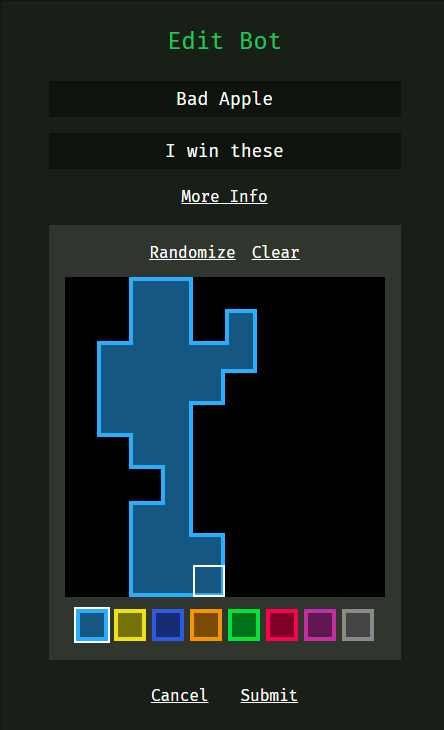 Edit Bot
Bad Apple
I win these
More Info
Randomize Clear
Cancel Submit